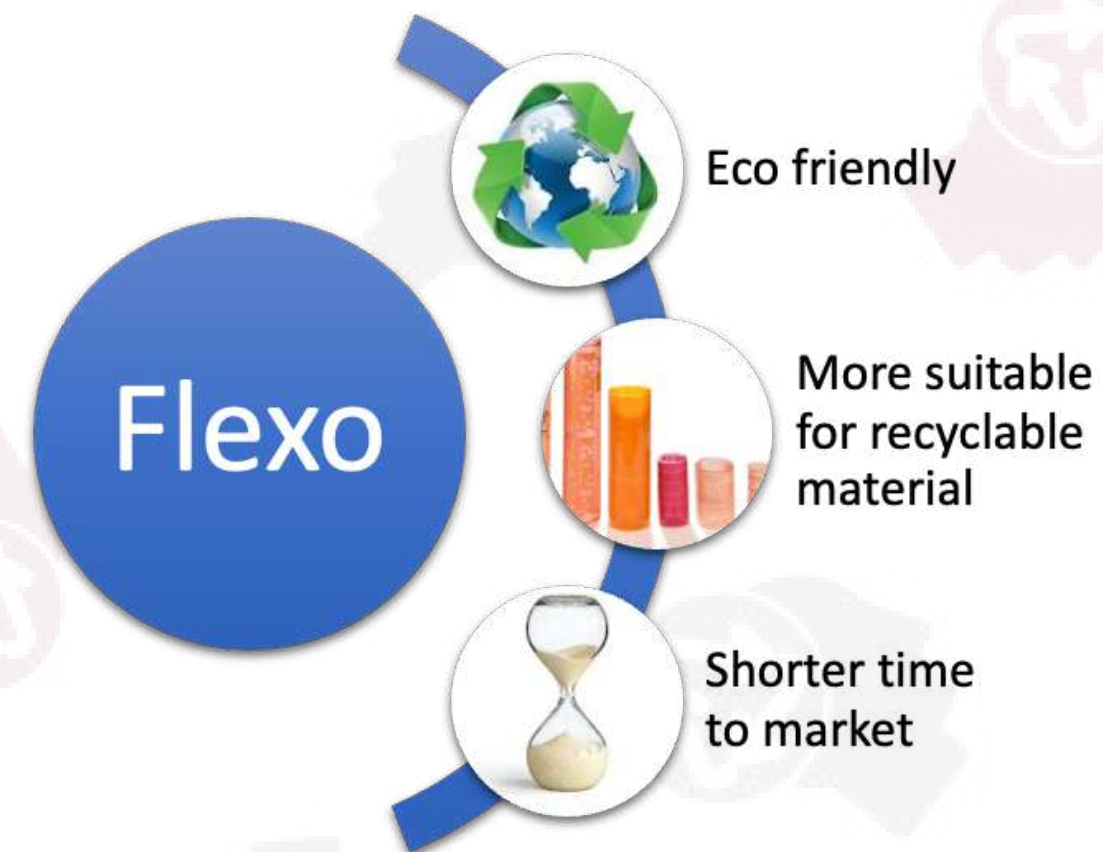 Flexo
Eco friendly
More suitable
for recyclable
material
Shorter time
to market